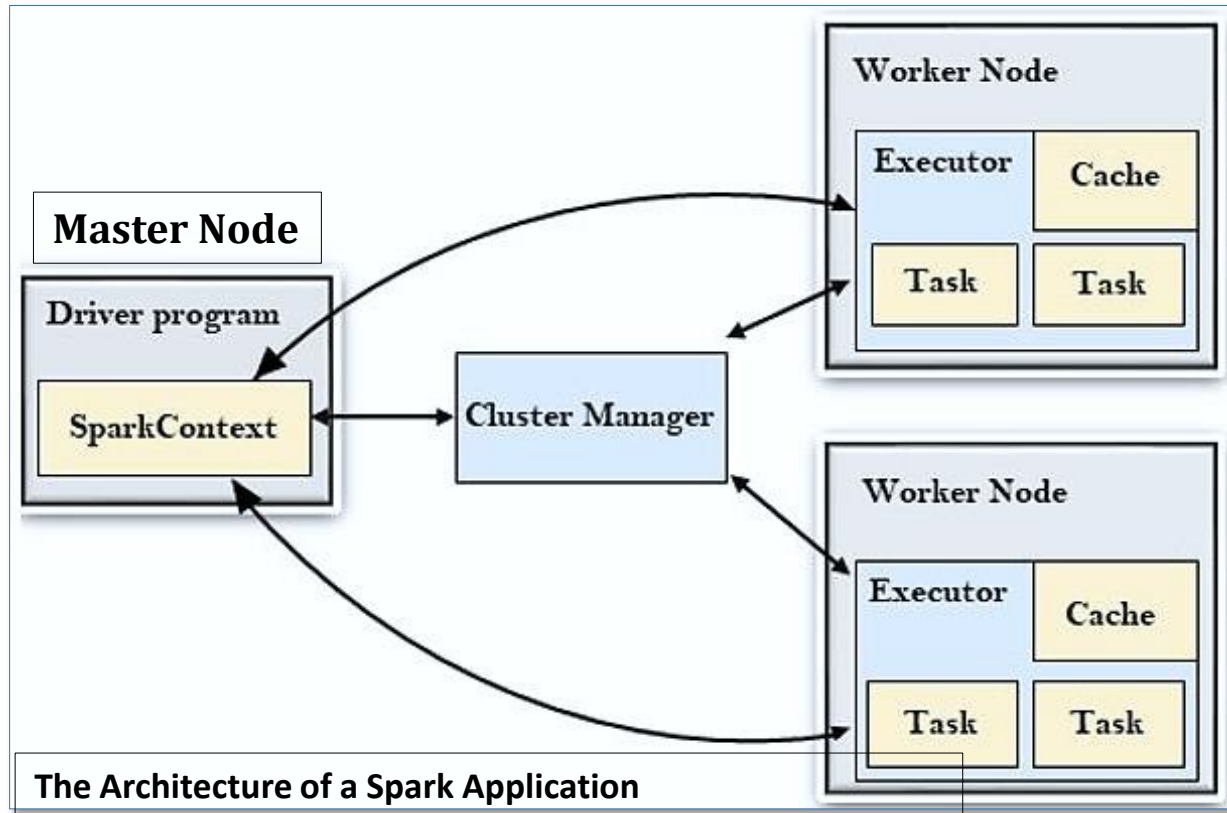 Master Node
Driver program
SparkContext
Cluster Manager
Worker Node
Executor
Cache
Task
Task
Worker Node
Executor
Cache
Task
Task
The Architecture of a Spark Application